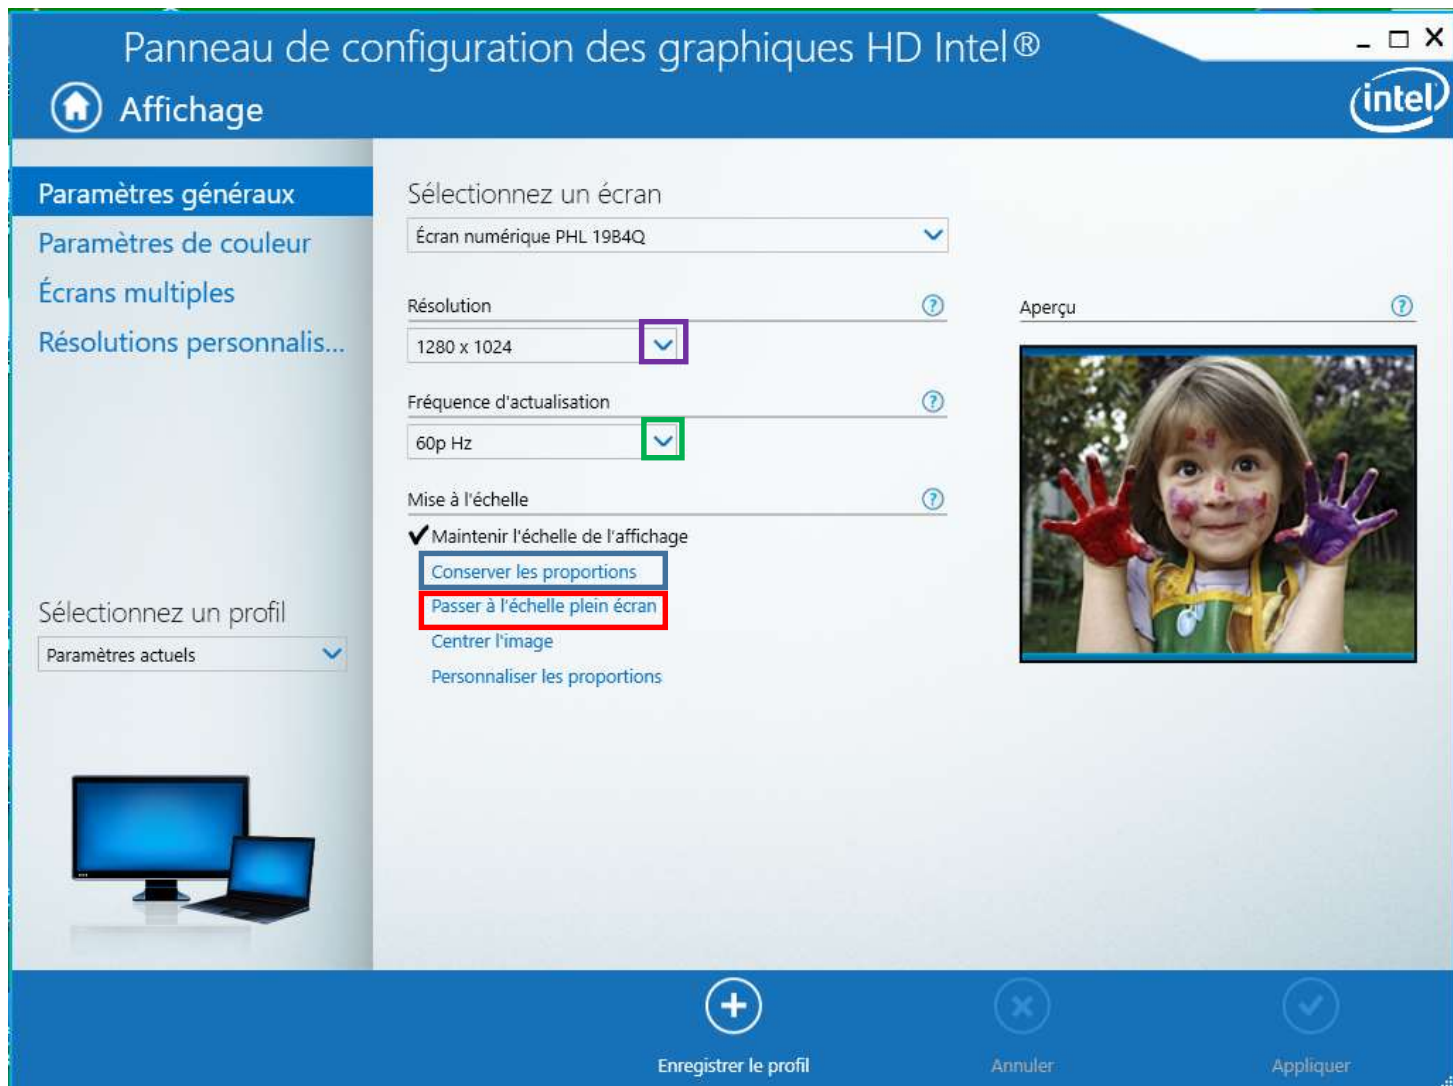 Panneau de configuration des graphiques HD Intel®
Affichage
intel
Paramètres généraux
Paramètres de couleur
Écrans multiples
Résolutions personnalis...
Sélectionnez un profil
Paramètres actuels
Sélectionnez un écran
Écran numérique PHL 19B4Q
Résolution
1280 x 1024
Fréquence d'actualisation
60p Hz
Mise à l'échelle
Maintenir l'échelle de l'affichage
Conserver les proportions
Passer à l'échelle plein écran
Centrer l'image
Personnaliser les proportions
Aperçu
Enregistrer le profil
Annuler
Appliquer